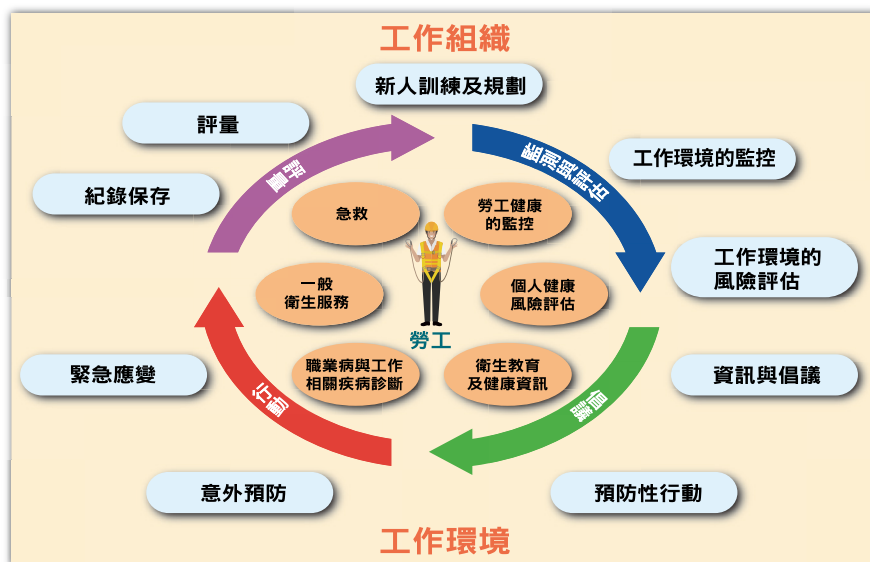 工作組織
新人訓練及規劃
評量
工作環境的監控
紀錄保存
評量
監測與評估
急救
勞工健康
的監控
工作環境的
風險評估
一般
衛生服務
個人健康
風險評估
勞工
緊急應變
職業病與工作
相關疾病診斷
衛生教育
及健康資訊
資訊與倡議
行動
倡議
意外預防
預防性行動
工作環境